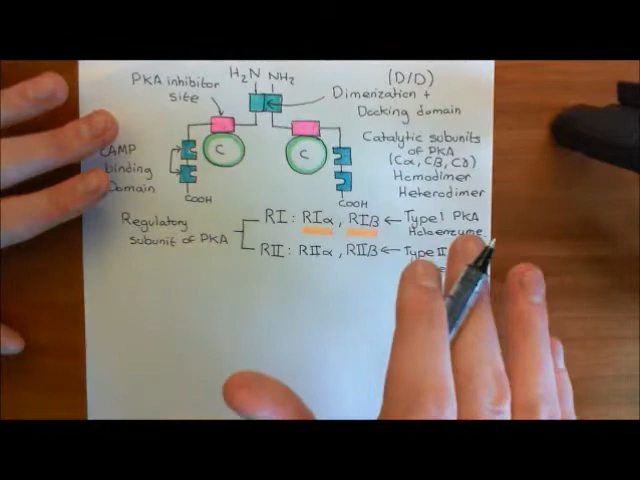 PKA inhibitor
site
H₂N NH₂
(D/D)
Dimerization +
Docking domain
C
C
CAMP
binding
Domain
COOH
COOH
Catalytic subunits
of PKA
(Cα, Cβ, Cδ)
Homodimer
Heterodimer
Regulatory
subunit of PKA
RI : RIα, RIβ ← Type I PKA
Holoenzyme
RII : RIIα, RIIβ ← Type II